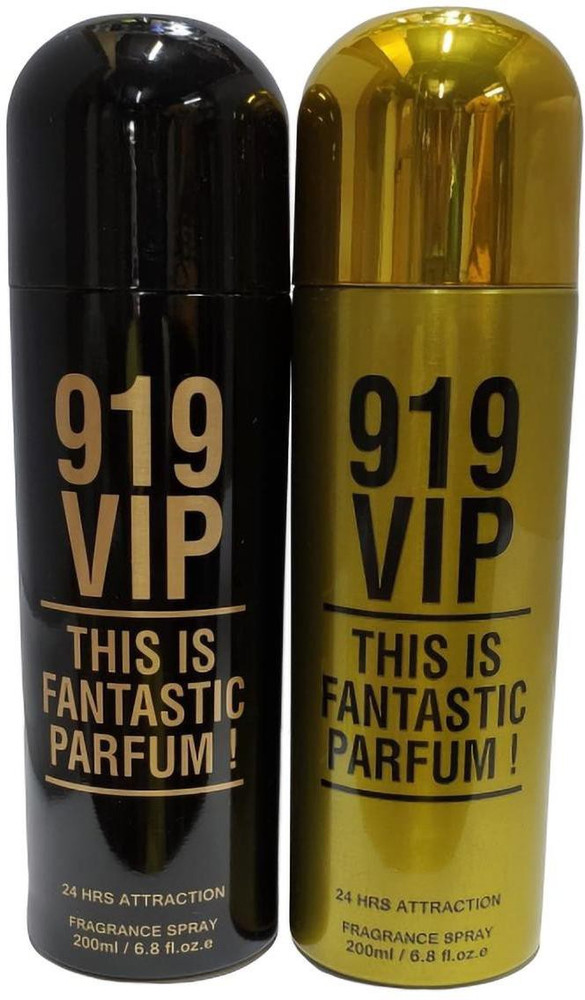 919
VIP
THIS IS
FANTASTIC
PARFUM !
24 HRS ATTRACTION
FRAGRANCE SPRAY
200ml / 6.8 fl.oz.e
919
VIP
THIS IS
FANTASTIC
PARFUM !
24 HRS ATTRACTION
FRAGRANCE SPRAY
200ml / 6.8 fl.oz.e